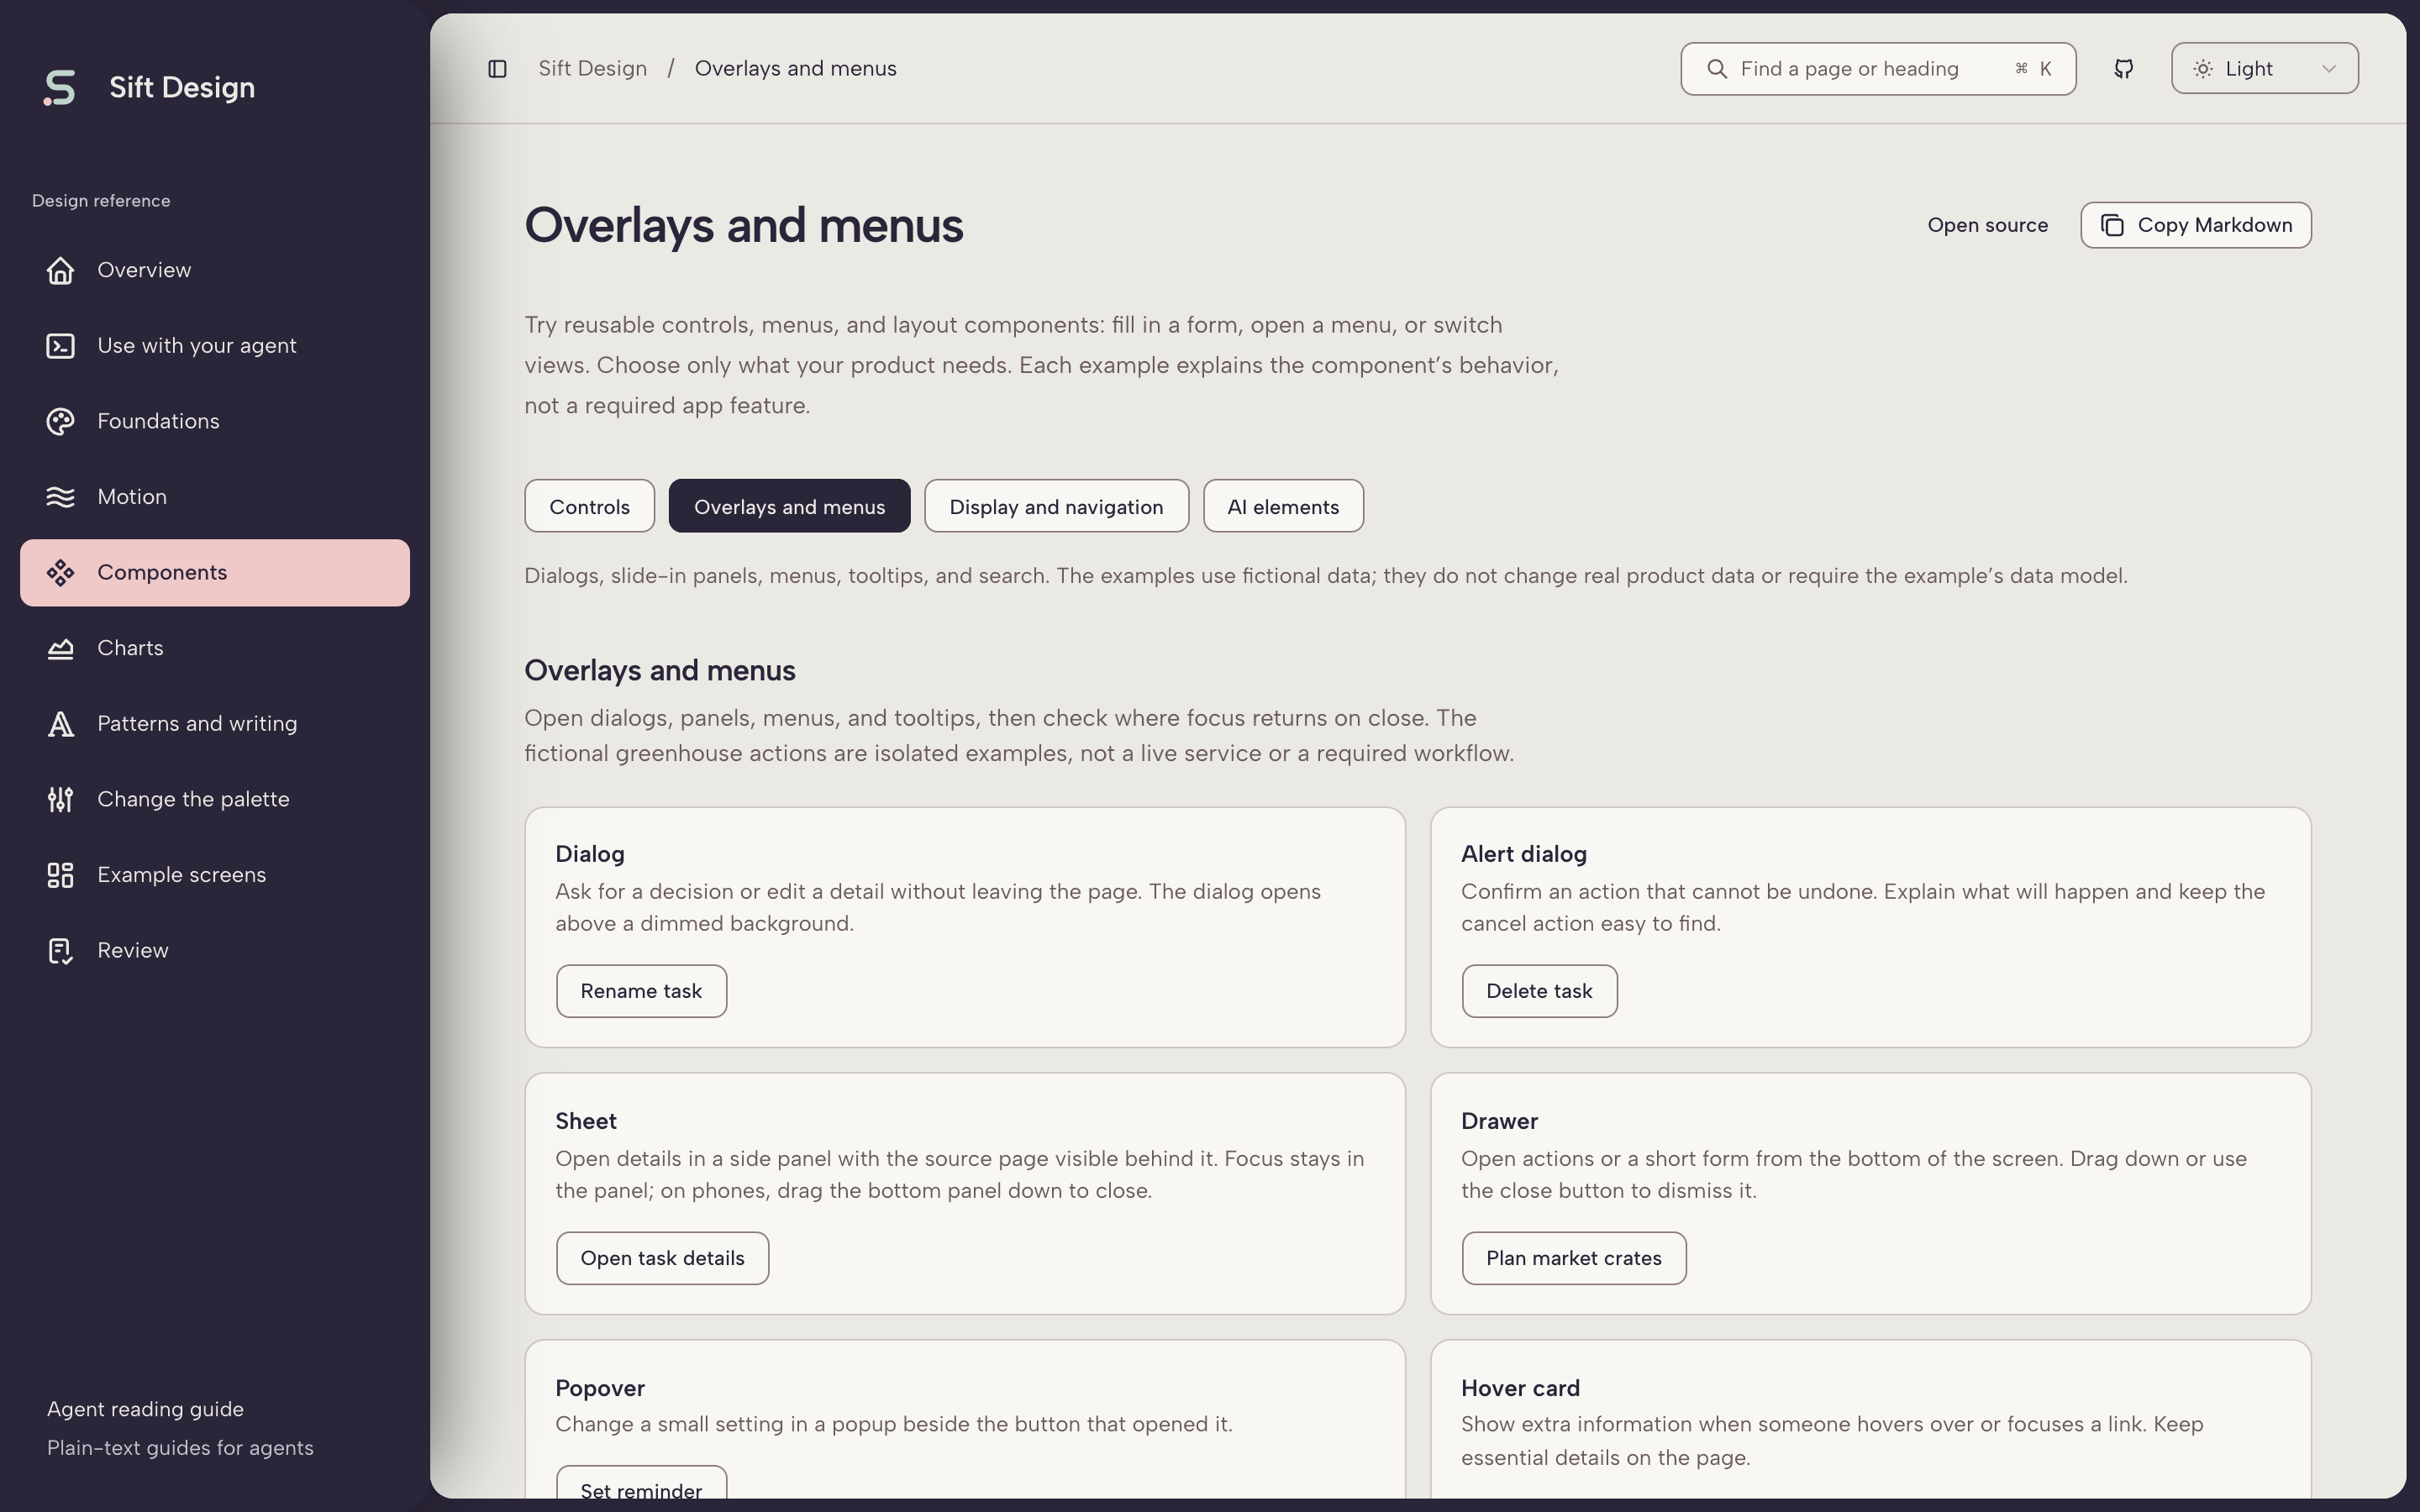 Sift Design
Design reference
Overview
Use with your agent
Foundations
Motion
Components
Charts
Patterns and writing
Change the palette
Example screens
Review
Agent reading guide
Plain-text guides for agents
Sift Design / Overlays and menus
Find a page or heading ⌘ K
Light
Overlays and menus
Open source
Copy Markdown
Try reusable controls, menus, and layout components: fill in a form, open a menu, or switch
views. Choose only what your product needs. Each example explains the component’s behavior,
not a required app feature.
Controls
Overlays and menus
Display and navigation
AI elements
Dialogs, slide-in panels, menus, tooltips, and search. The examples use fictional data; they do not change real product data or require the example’s data model.
Overlays and menus
Open dialogs, panels, menus, and tooltips, then check where focus returns on close. The
fictional greenhouse actions are isolated examples, not a live service or a required workflow.
Dialog
Ask for a decision or edit a detail without leaving the page. The dialog opens
above a dimmed background.
Rename task
Alert dialog
Confirm an action that cannot be undone. Explain what will happen and keep the
cancel action easy to find.
Delete task
Sheet
Open details in a side panel with the source page visible behind it. Focus stays in
the panel; on phones, drag the bottom panel down to close.
Open task details
Drawer
Open actions or a short form from the bottom of the screen. Drag down or use
the close button to dismiss it.
Plan market crates
Popover
Change a small setting in a popup beside the button that opened it.
Set reminder
Hover card
Show extra information when someone hovers over or focuses a link. Keep
essential details on the page.